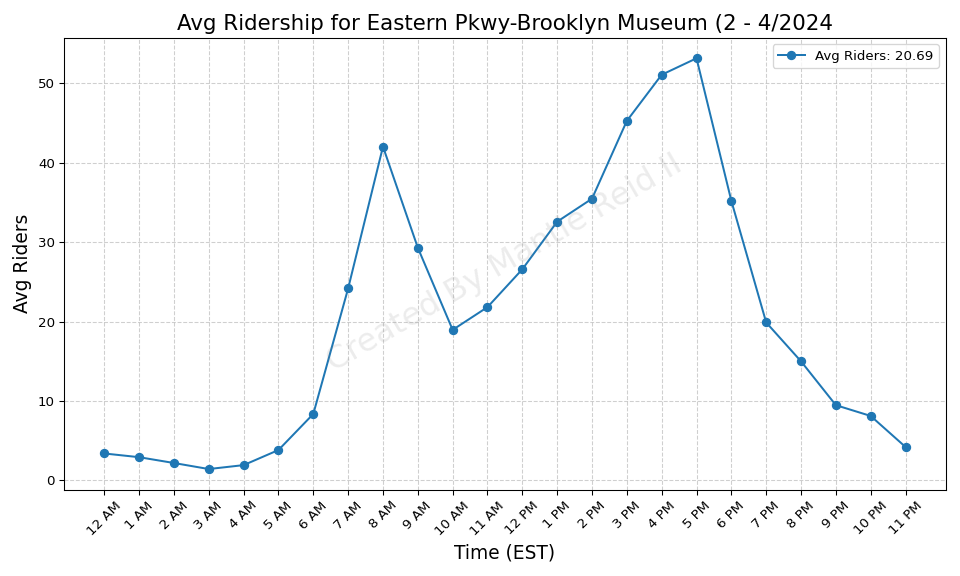 Avg Ridership for Eastern Pkwy-Brooklyn Museum (2 - 4/2024
Avg Riders: 20.69
Avg Riders
50
40
30
20
10
0
Created By Mantie Reid II
12 AM 1 AM 2 AM 3 AM 4 AM 5 AM 6 AM 7 AM 8 AM 9 AM 10 AM 11 AM 12 PM 1 PM 2 PM 3 PM 4 PM 5 PM 6 PM 7 PM 8 PM 9 PM 10 PM 11 PM
Time (EST)